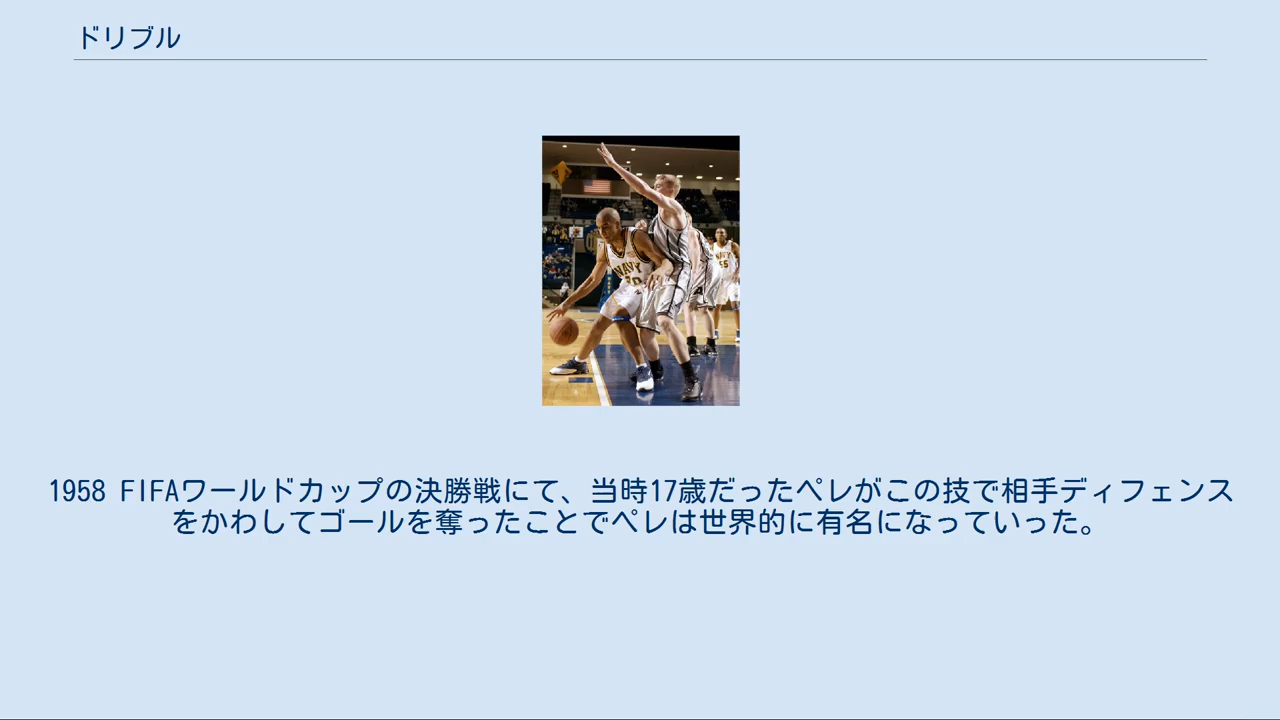 ドリブル
NAVY
30
55
1958 FIFAワールドカップの決勝戦にて、当時17歳だったペレがこの技で相手ディフェンス
をかわしてゴールを奪ったことでペレは世界的に有名になっていった。